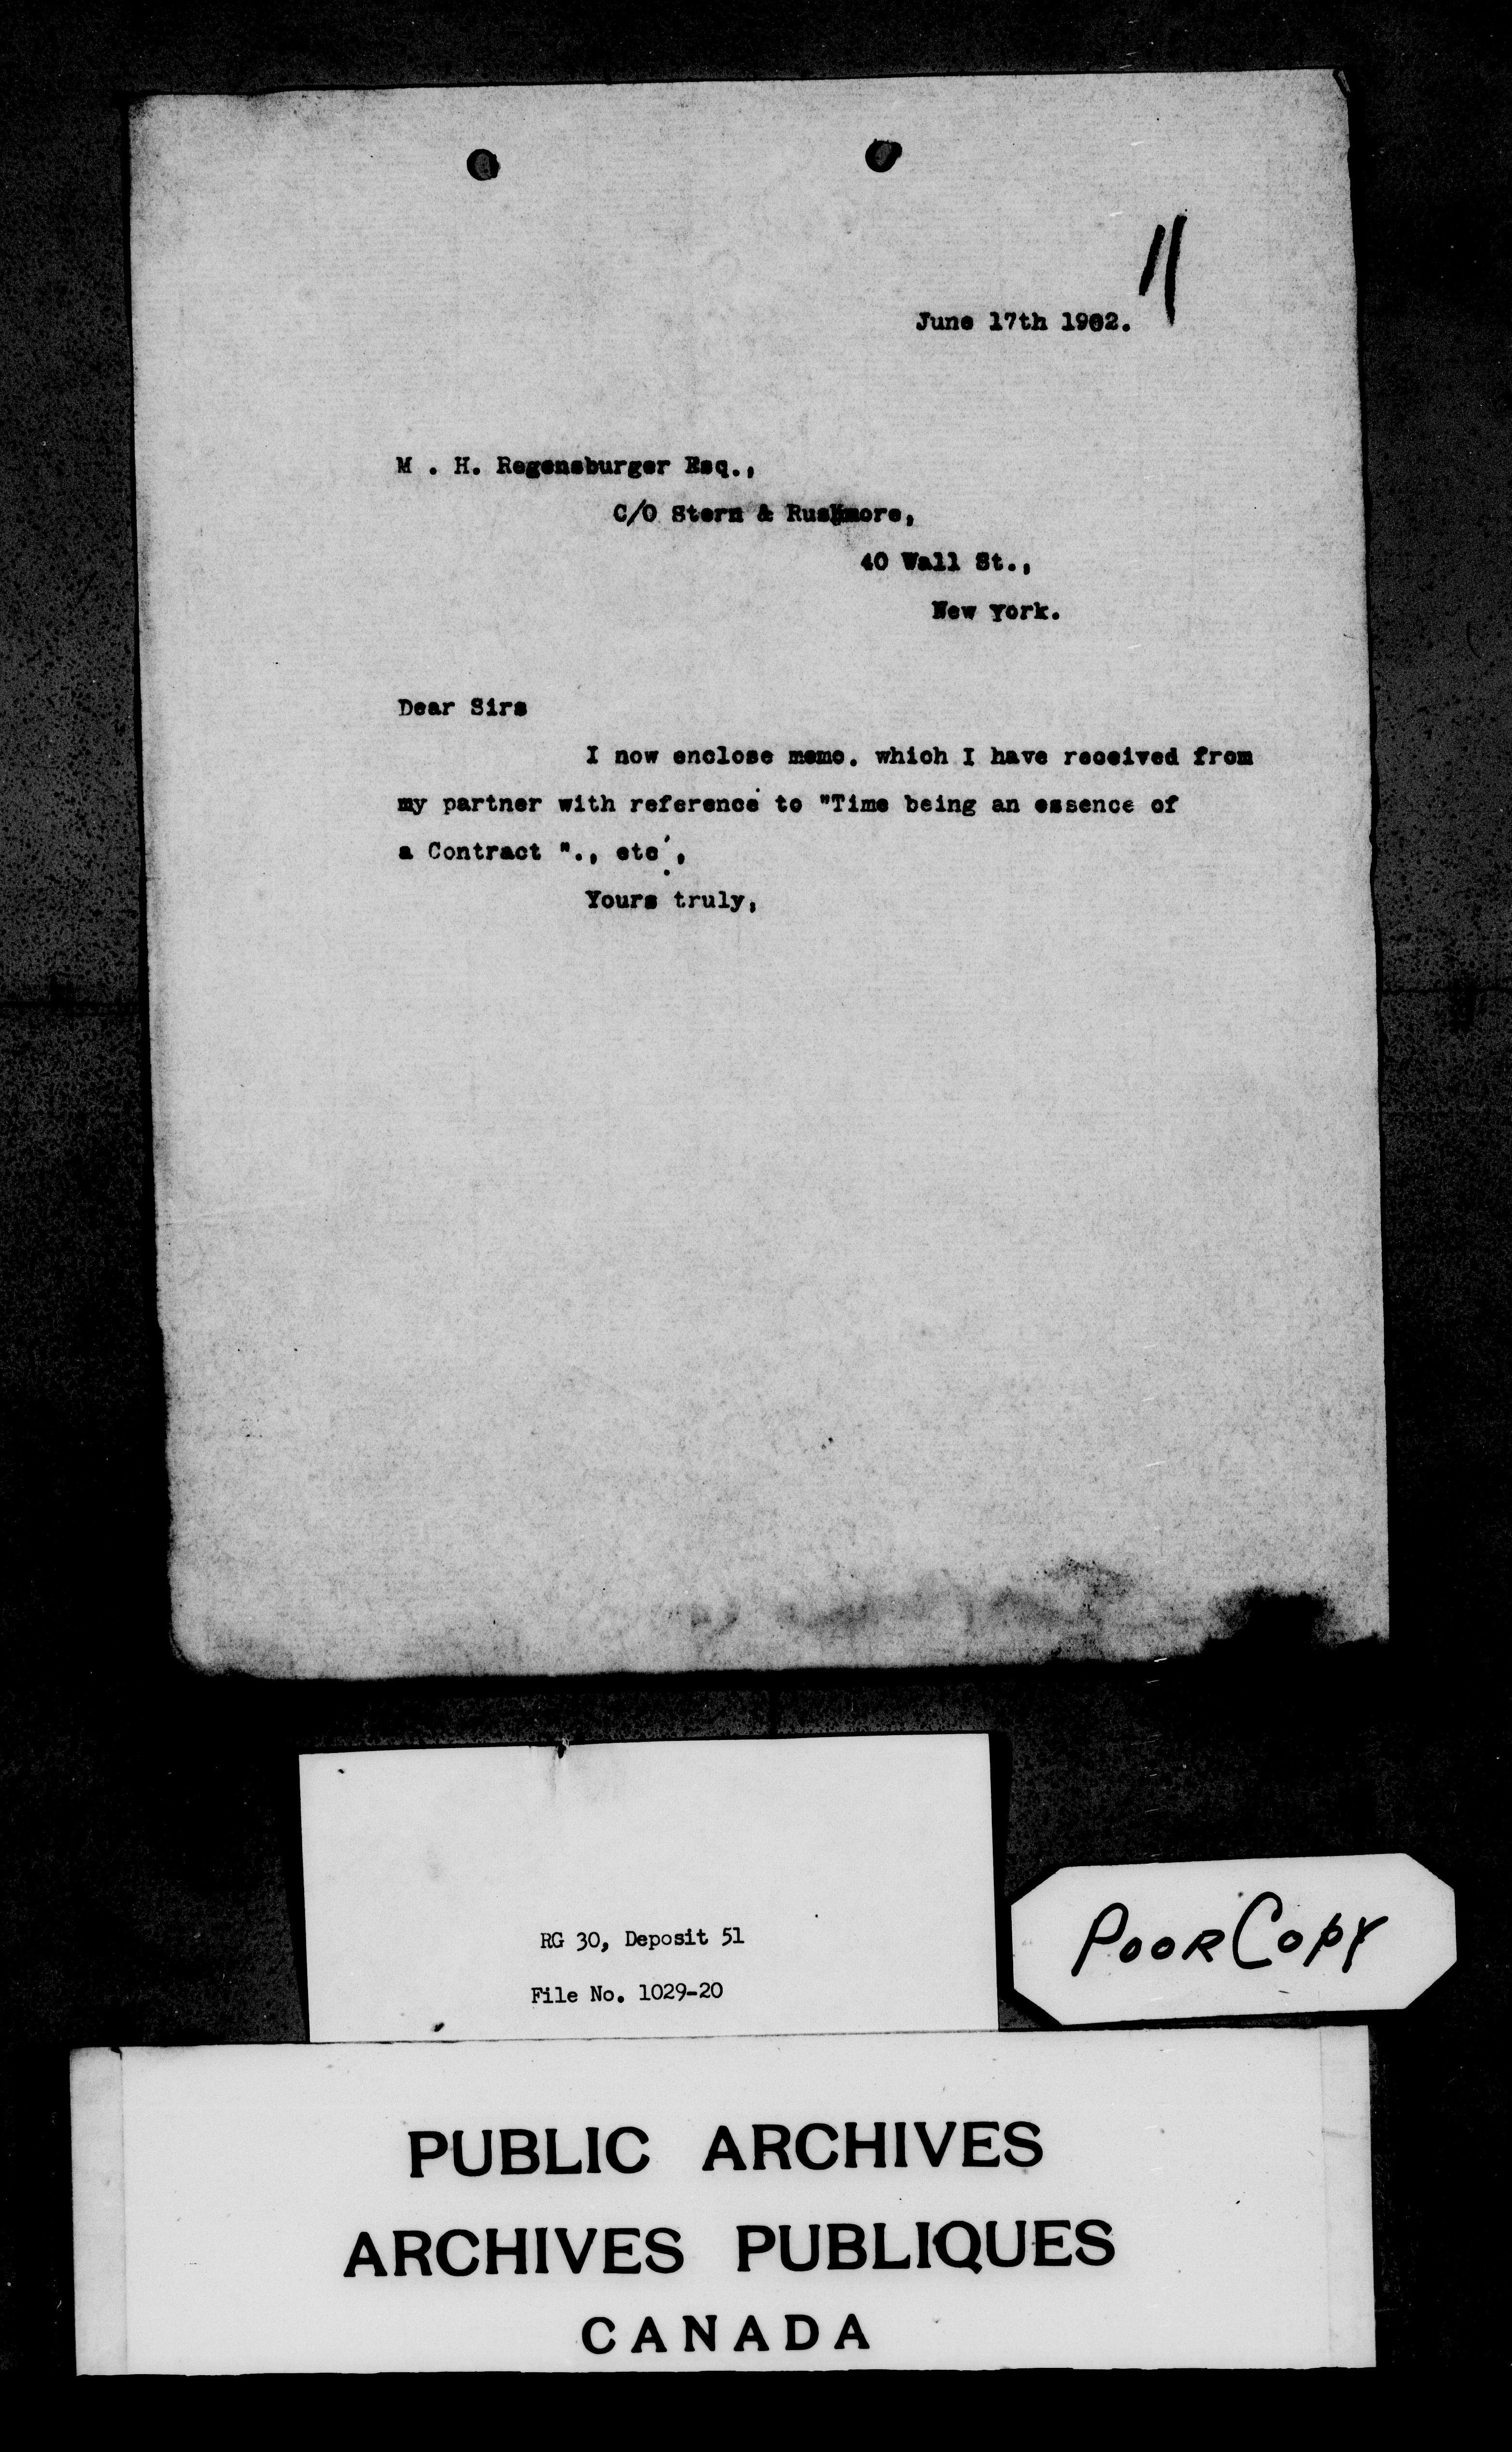 11
June 17th 1902.
M . H. Regensburger Esq.,
C/O Stern & Rushmore,
40 Wall St.,
New York.
Dear Sirs
I now enclose memo. which I have received from
my partner with reference to "Time being an essence of
a Contract "., etc',
Yours truly,
RG 30, Deposit 51
File No. 1029-20
POOR COPY
PUBLIC ARCHIVES
ARCHIVES PUBLIQUES
CANADA